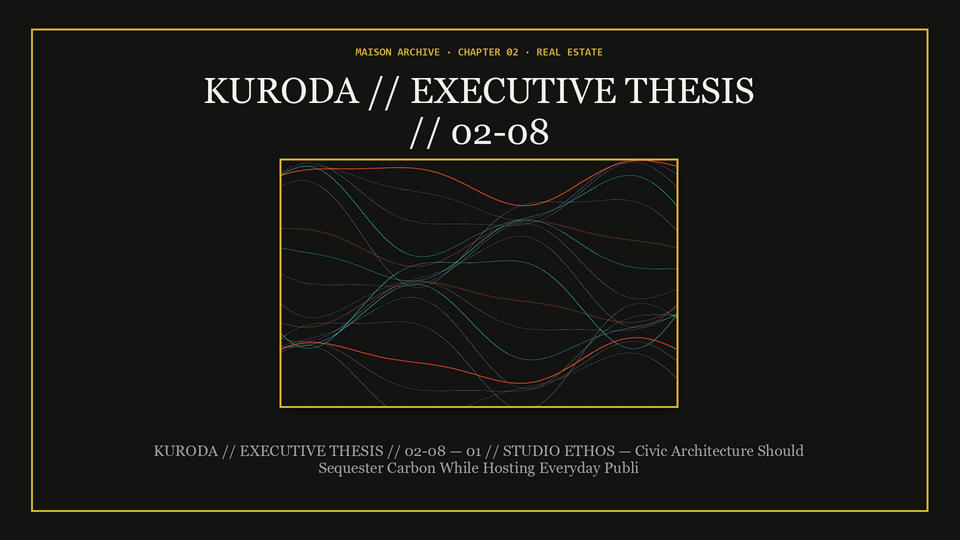 MAISON ARCHIVE · CHAPTER 02 · REAL ESTATE
KURODA // EXECUTIVE THESIS
// 02-08
KURODA // EXECUTIVE THESIS // 02-08 — 01 // STUDIO ETHOS — Civic Architecture Should
Sequester Carbon While Hosting Everyday Publi